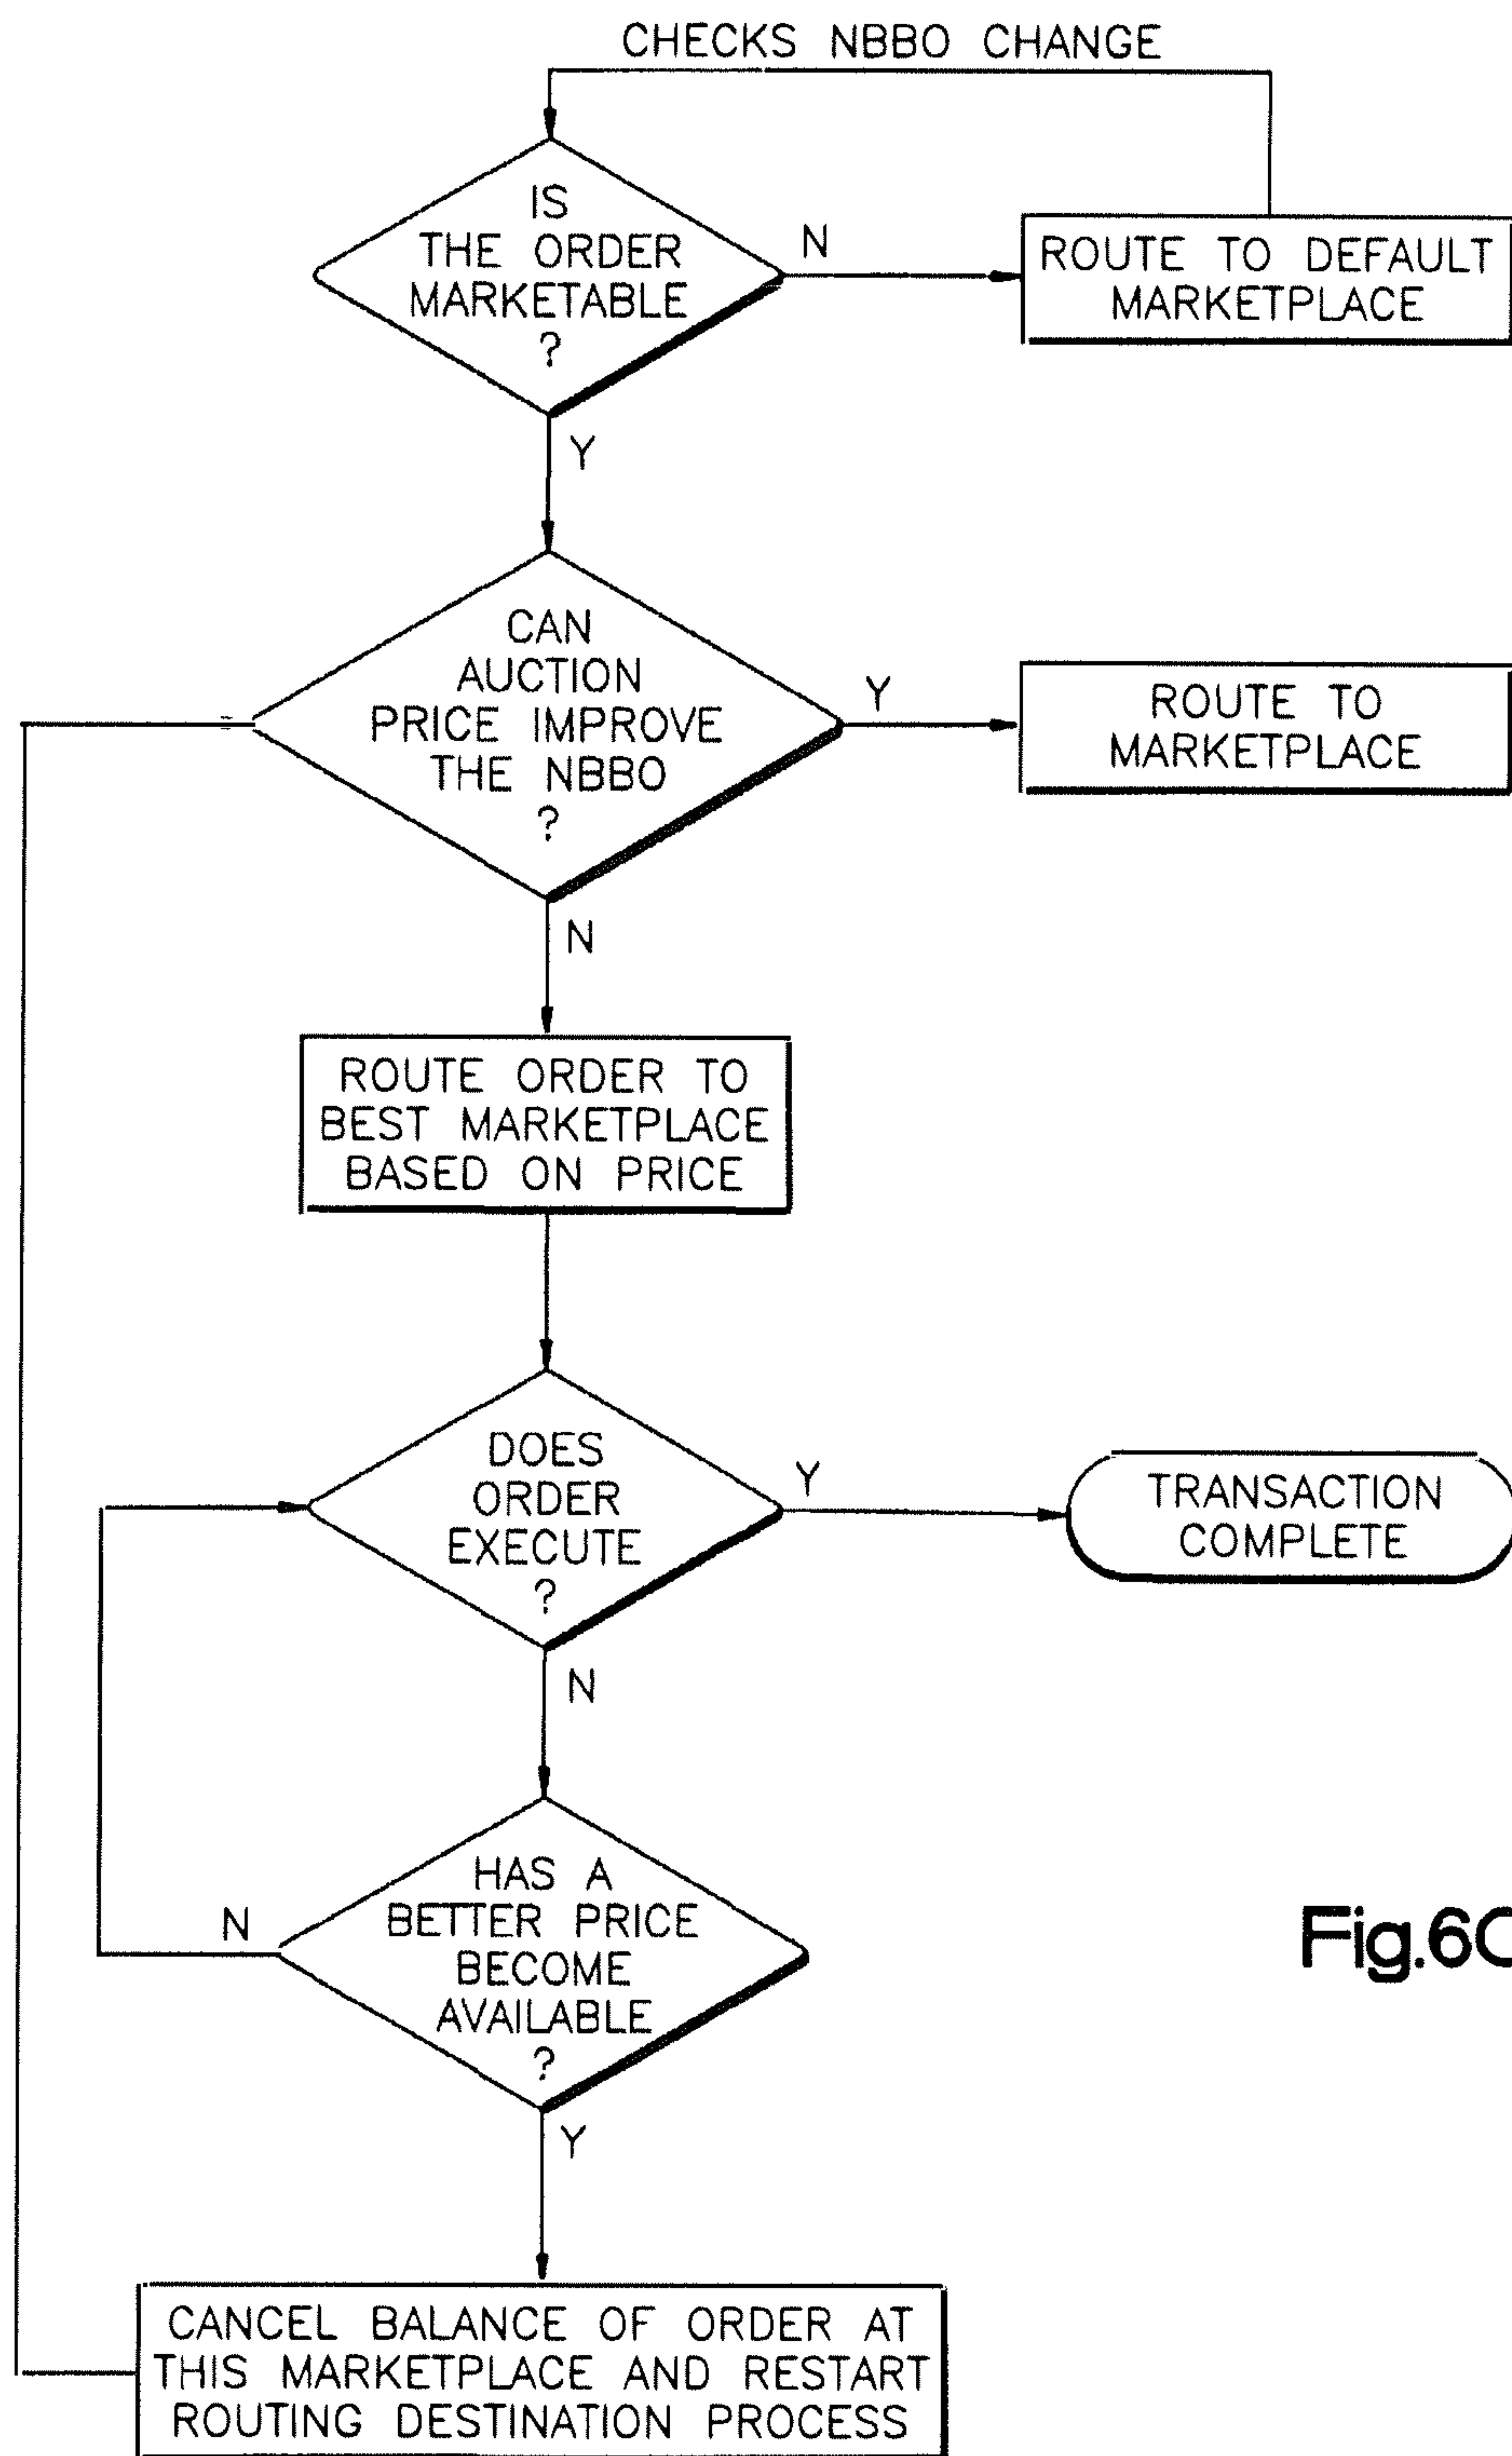 CHECKS NBBO CHANGE
IS
THE ORDER
MARKETABLE
?
N
ROUTE TO DEFAULT
MARKETPLACE
Y
CAN
AUCTION
PRICE IMPROVE
THE NBBO
?
Y
ROUTE TO
MARKETPLACE
N
ROUTE ORDER TO
BEST MARKETPLACE
BASED ON PRICE
DOES
ORDER
EXECUTE
?
Y
TRANSACTION
COMPLETE
N
HAS A
BETTER PRICE
BECOME
AVAILABLE
?
N
Y
CANCEL BALANCE OF ORDER AT
THIS MARKETPLACE AND RESTART
ROUTING DESTINATION PROCESS